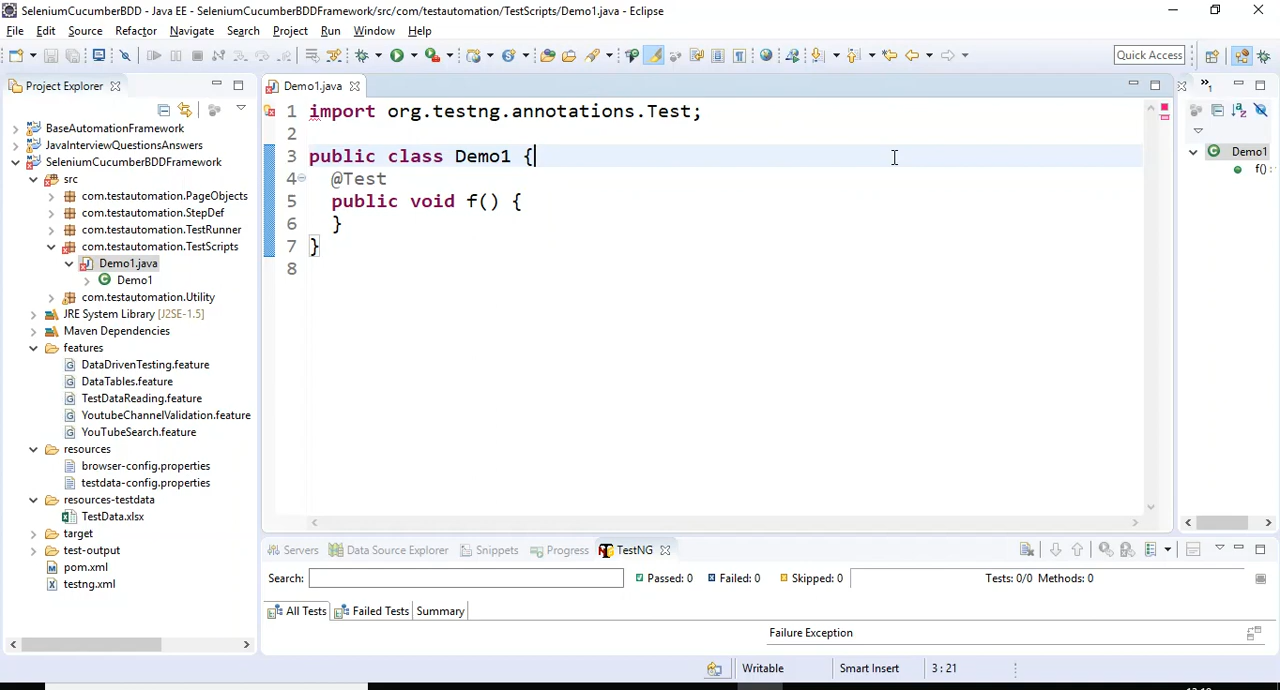 SeleniumCucumberBDD - Java EE - SeleniumCucumberBDDFramework/src/com/testautomation/TestScripts/Demo1.java - Eclipse
File Edit Source Refactor Navigate Search Project Run Window Help
Quick Access
Project Explorer
BaseAutomationFramework
JavaInterviewQuestionsAnswers
SeleniumCucumberBDDFramework
src
com.testautomation.PageObjects
com.testautomation.StepDef
com.testautomation.TestRunner
com.testautomation.TestScripts
Demo1.java
Demo1
com.testautomation.Utility
JRE System Library [J2SE-1.5]
Maven Dependencies
features
DataDrivenTesting.feature
DataTables.feature
TestDataReading.feature
YoutubeChannelValidation.feature
YouTubeSearch.feature
resources
browser-config.properties
testdata-config.properties
resources-testdata
TestData.xlsx
target
test-output
pom.xml
testng.xml
Demo1.java
1 import org.testng.annotations.Test;
2
3 public class Demo1 {
4 @Test
5 public void f() {
6 }
7 }
8
Demo1
f() :
Servers Data Source Explorer Snippets Progress TestNG
Search: Passed: 0 Failed: 0 Skipped: 0 Tests: 0/0 Methods: 0
All Tests Failed Tests Summary
Failure Exception
Writable Smart Insert 3 : 21